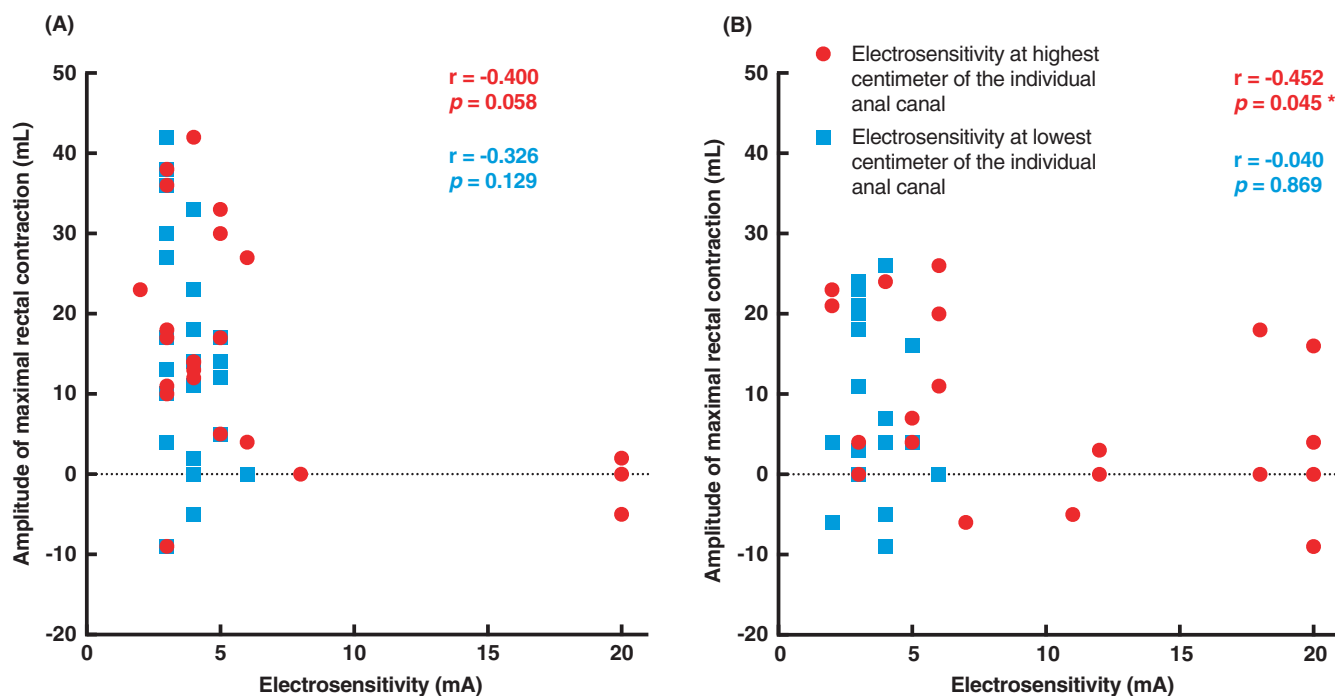 (A)
r = -0.400
p = 0.058
r = -0.326
p = 0.129
Amplitude of maximal rectal contraction (mL)
50
40
30
20
10
0
-10
-20
0
5
10
15
20
Electrosensitivity (mA)
(B)
Electrosensitivity at highest
centimeter of the individual
anal canal
Electrosensitivity at lowest
centimeter of the individual
anal canal
r = -0.452
p = 0.045 *
r = -0.040
p = 0.869
Amplitude of maximal rectal contraction (mL)
50
40
30
20
10
0
-10
-20
0
5
10
15
20
Electrosensitivity (mA)